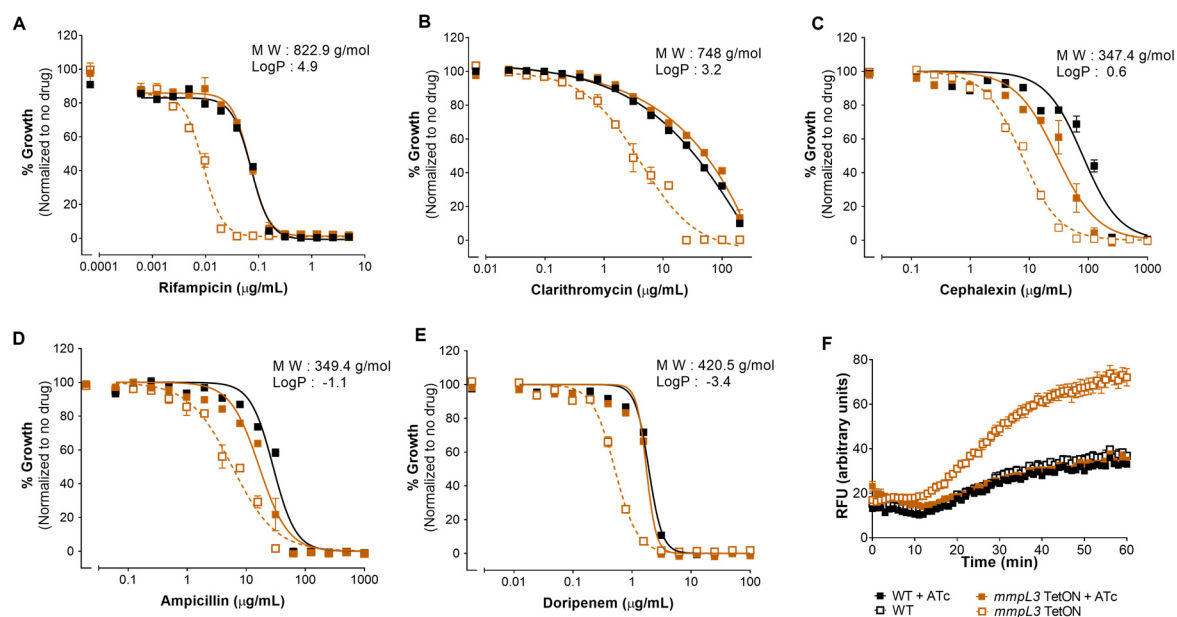 A
M W : 822.9 g/mol
LogP : 4.9
% Growth
(Normalized to no drug)
120
100
80
60
40
20
0
0.0001
0.001
0.01
0.1
1
5
Rifampicin (μg/mL)
B
M W : 748 g/mol
LogP : 3.2
% Growth
(Normalized to no drug)
120
100
80
60
40
20
0
0.01
0.1
1
10
100
Clarithromycin (μg/mL)
C
M W : 347.4 g/mol
LogP : 0.6
% Growth
(Normalized to no drug)
120
100
80
60
40
20
0
0.1
1
10
100
1000
Cephalexin (μg/mL)
D
M W : 349.4 g/mol
LogP : -1.1
% Growth
(Normalized to no drug)
120
100
80
60
40
20
0
0.1
1
10
100
1000
Ampicillin (μg/mL)
E
M W : 420.5 g/mol
LogP : -3.4
% Growth
(Normalized to no drug)
120
100
80
60
40
20
0
0.01
0.1
1
10
100
Doripenem (μg/mL)
F
RFU (arbitrary units)
80
60
40
20
0
0
10
20
30
40
50
60
Time (min)
WT + ATc
mmpL3 TetON + ATc
WT
mmpL3 TetON